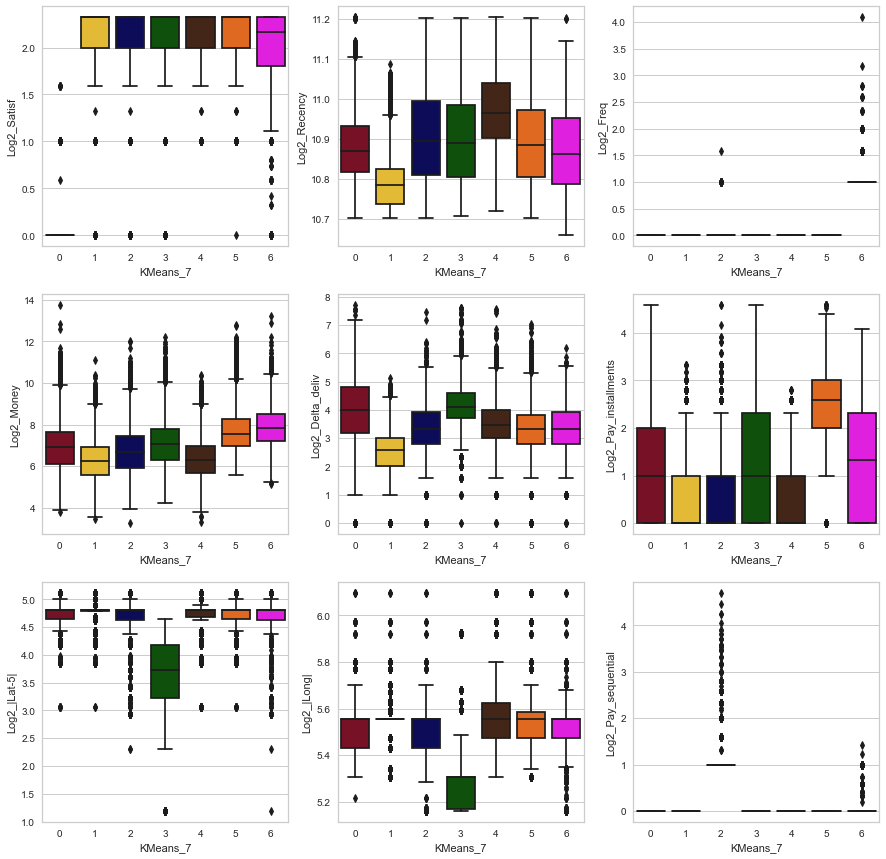 Log2_Satisf
2.0
1.5
1.0
0.5
0.0
0 1 2 3 4 5 6
KMeans_7
Log2_Recency
11.2
11.1
11.0
10.9
10.8
10.7
0 1 2 3 4 5 6
KMeans_7
Log2_Freq
4.0
3.5
3.0
2.5
2.0
1.5
1.0
0.5
0.0
0 1 2 3 4 5 6
KMeans_7
Log2_Money
14
12
10
8
6
4
0 1 2 3 4 5 6
KMeans_7
Log2_Delta_deliv
8
7
6
5
4
3
2
1
0
0 1 2 3 4 5 6
KMeans_7
Log2_Pay_installments
4
3
2
1
0
0 1 2 3 4 5 6
KMeans_7
Log2_|Lat-5|
5.0
4.5
4.0
3.5
3.0
2.5
2.0
1.5
1.0
0 1 2 3 4 5 6
KMeans_7
Log2_|Long|
6.0
5.8
5.6
5.4
5.2
0 1 2 3 4 5 6
KMeans_7
Log2_Pay_sequential
4
3
2
1
0
0 1 2 3 4 5 6
KMeans_7